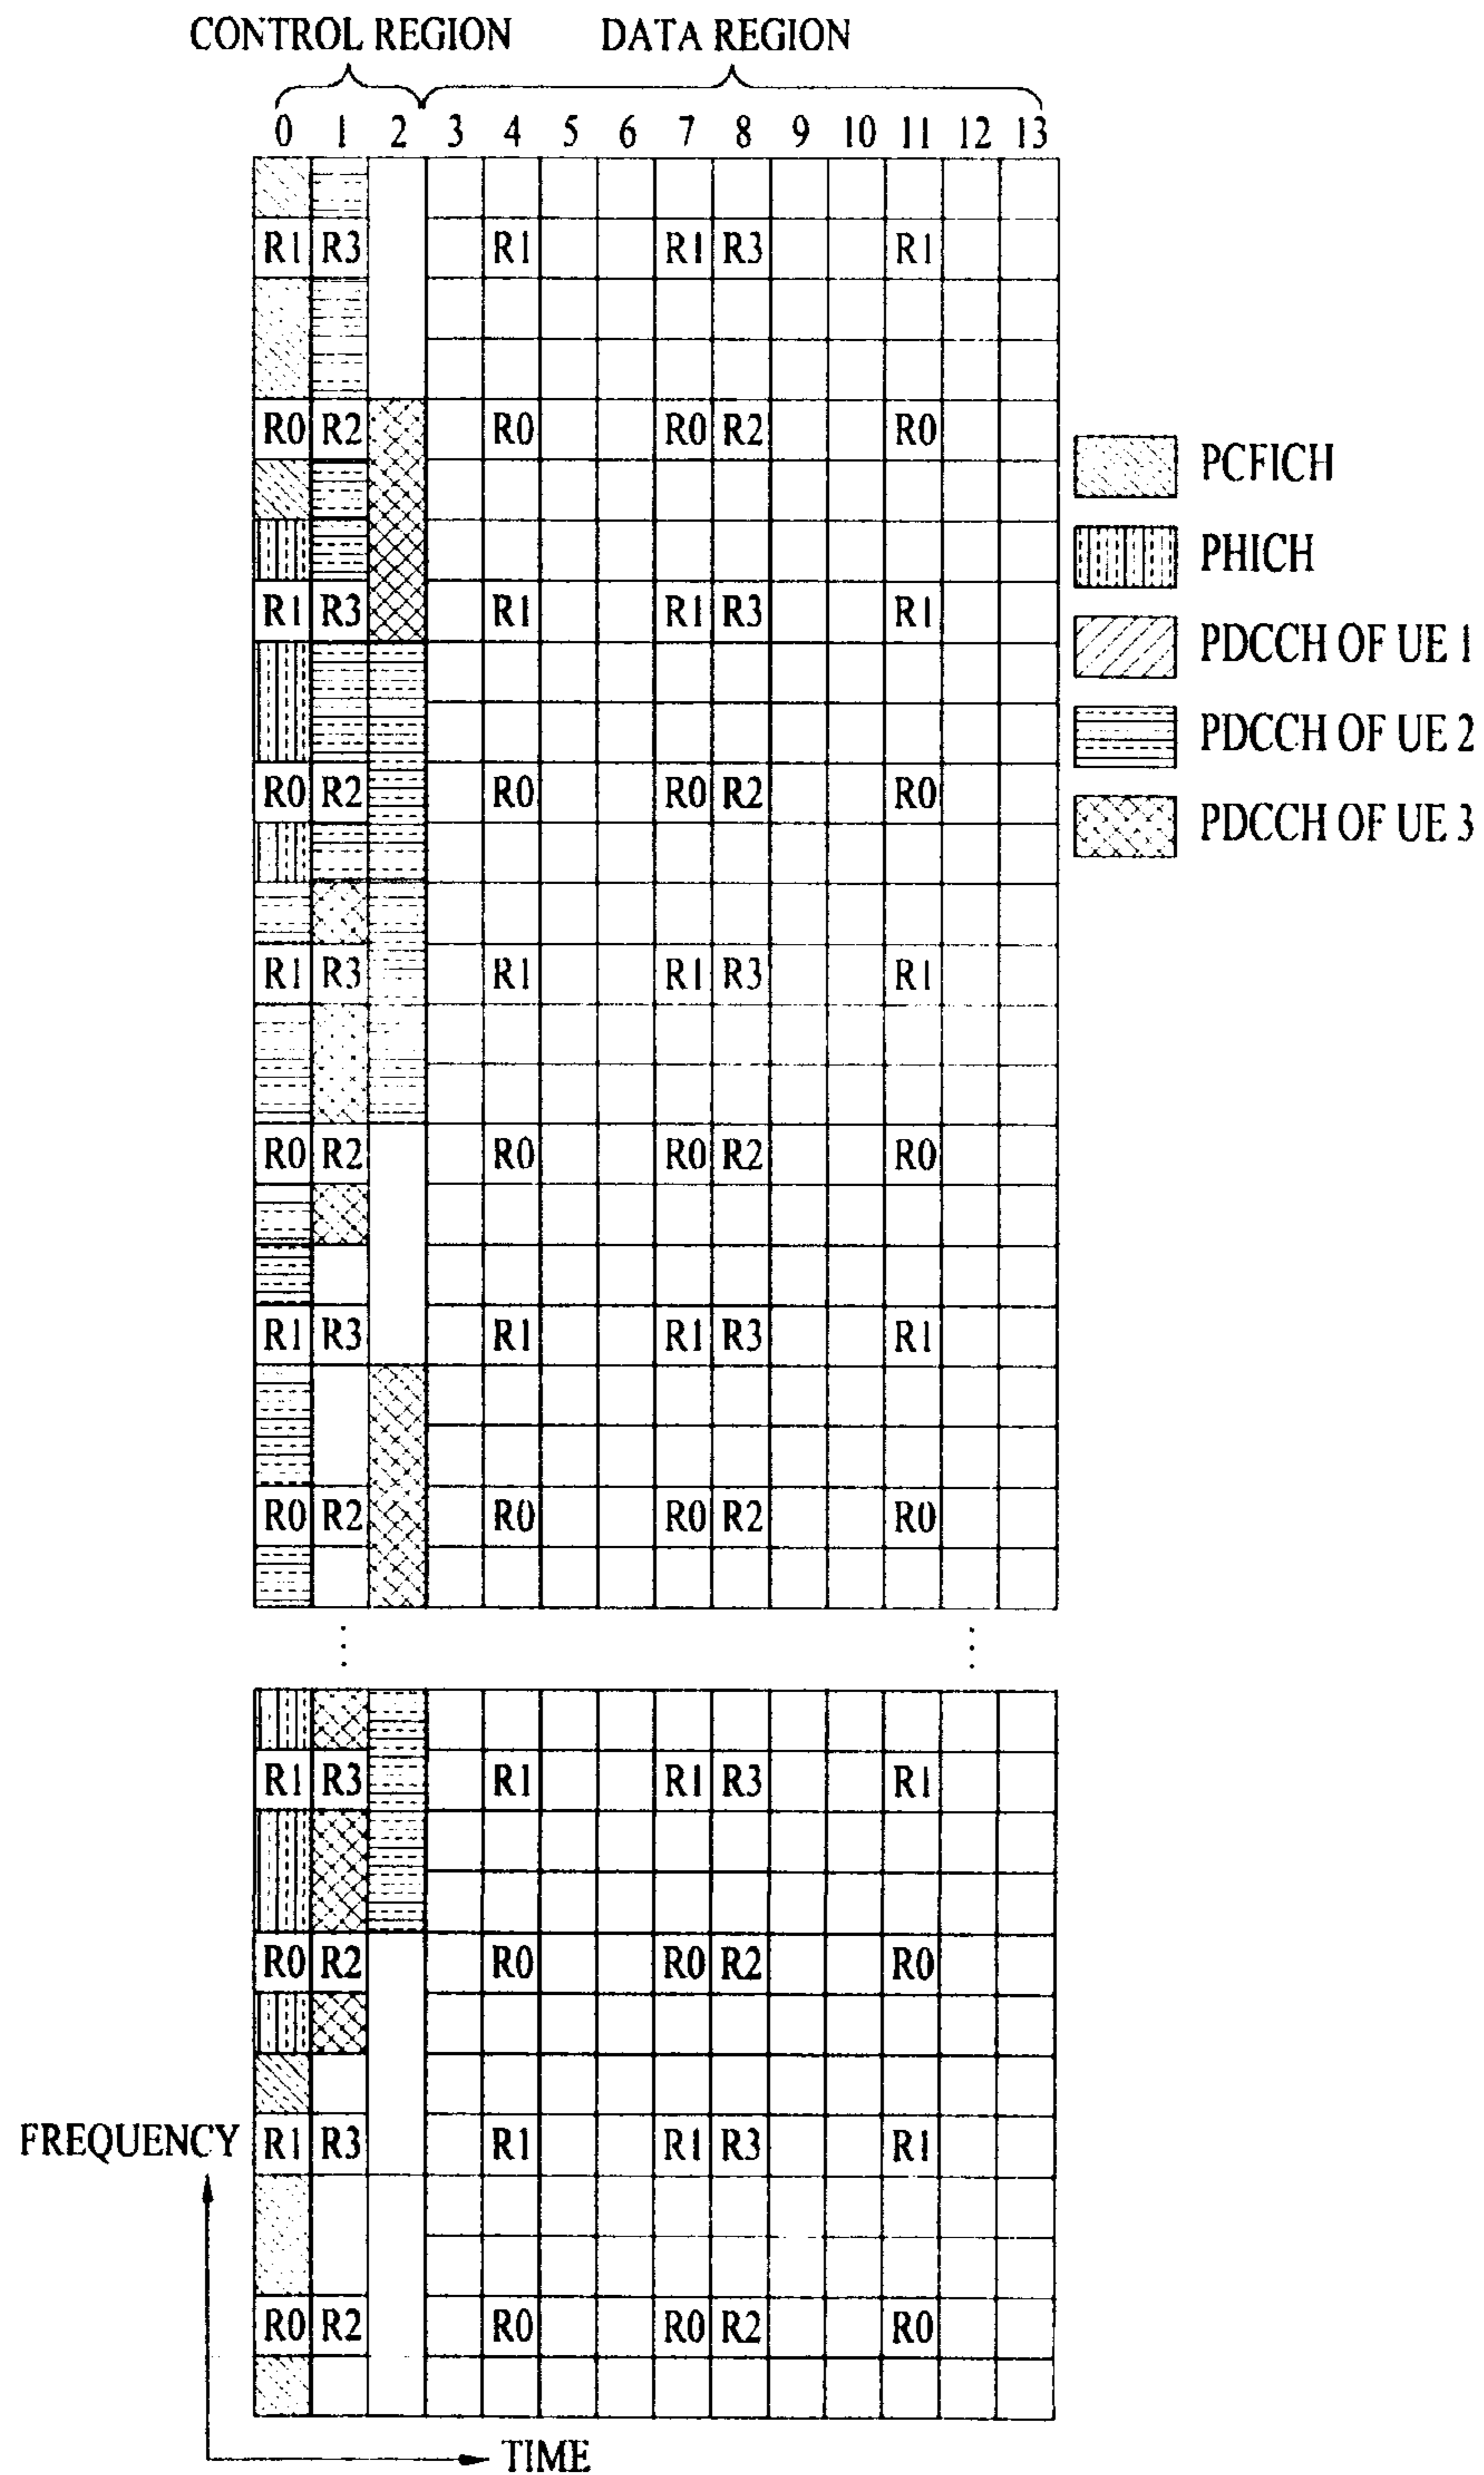 CONTROL REGION DATA REGION
0 1 2 3 4 5 6 7 8 9 10 11 12 13
R1 R3 R1 R1 R3 R1
R0 R2 R0 R0 R2 R0
PCFICH
PHICH
R1 R3 R1 R1 R3 R1
PDCCH OF UE 1
PDCCH OF UE 2
R0 R2 R0 R0 R2 R0
PDCCH OF UE 3
R1 R3 R1 R1 R3 R1
R0 R2 R0 R0 R2 R0
R1 R3 R1 R1 R3 R1
R0 R2 R0 R0 R2 R0
R1 R3 R1 R1 R3 R1
R0 R2 R0 R0 R2 R0
FREQUENCY R1 R3 R1 R1 R3 R1
R0 R2 R0 R0 R2 R0
TIME